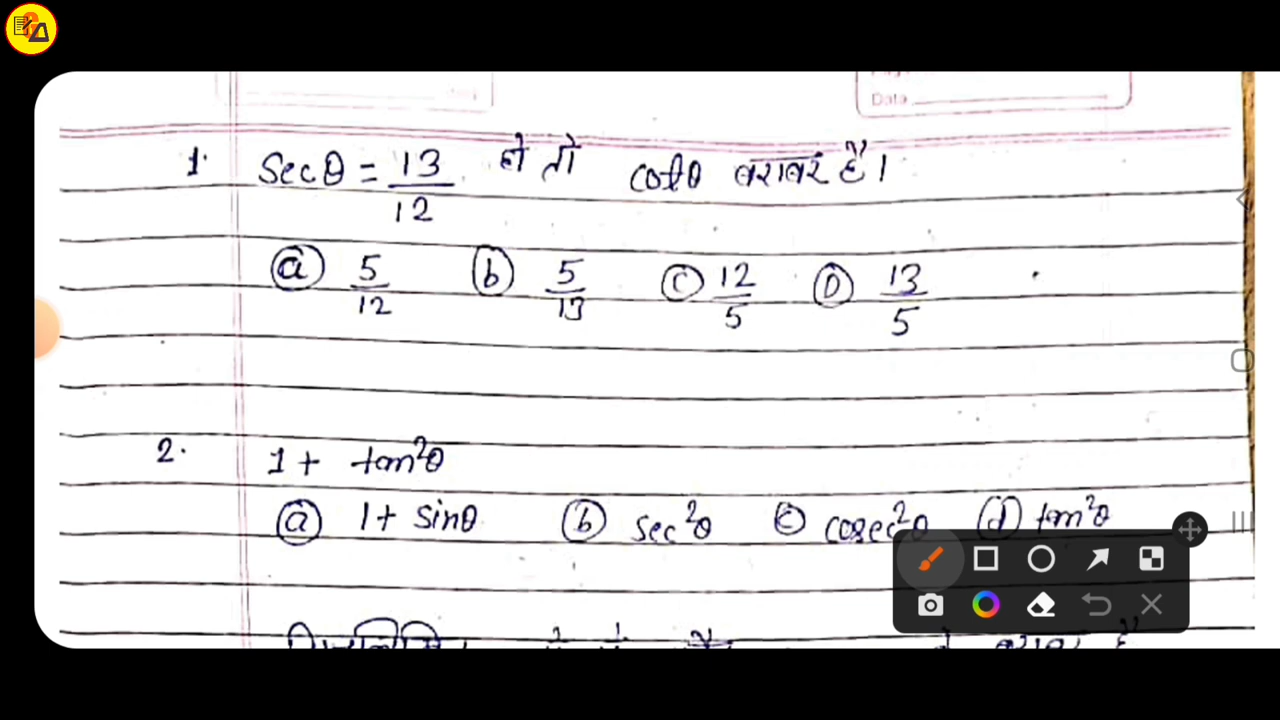 Data
1. secθ = 13/12 हो तो cotθ बराबर हैं।
(a) 5/12 (b) 5/13 (C) 12/5 (D) 13/5
2. 1 + tan²θ
(a) 1 + sinθ (b) sec²θ (c) cosec²θ (d) tan²θ